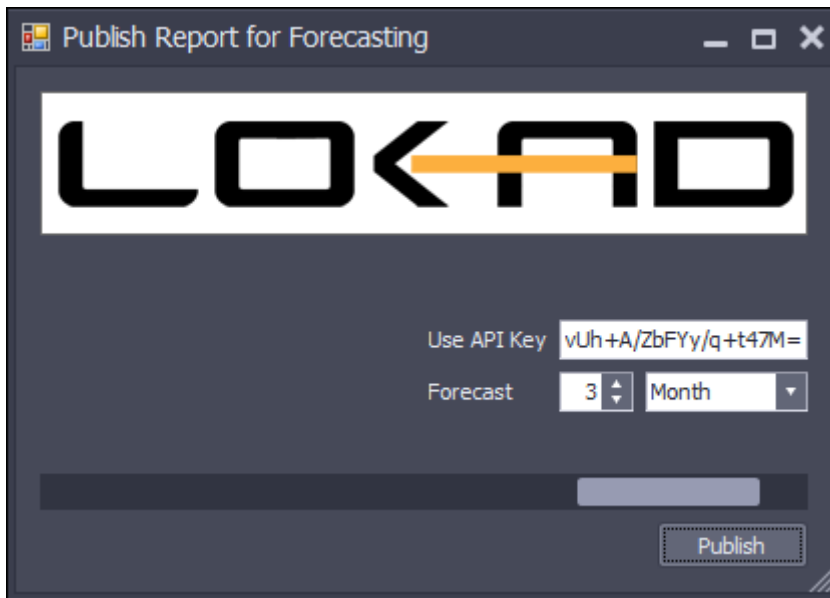 Publish Report for Forecasting
LOKAD
Use API Key vUh+A/ZbFYy/q+t47M=
Forecast 3 Month
Publish